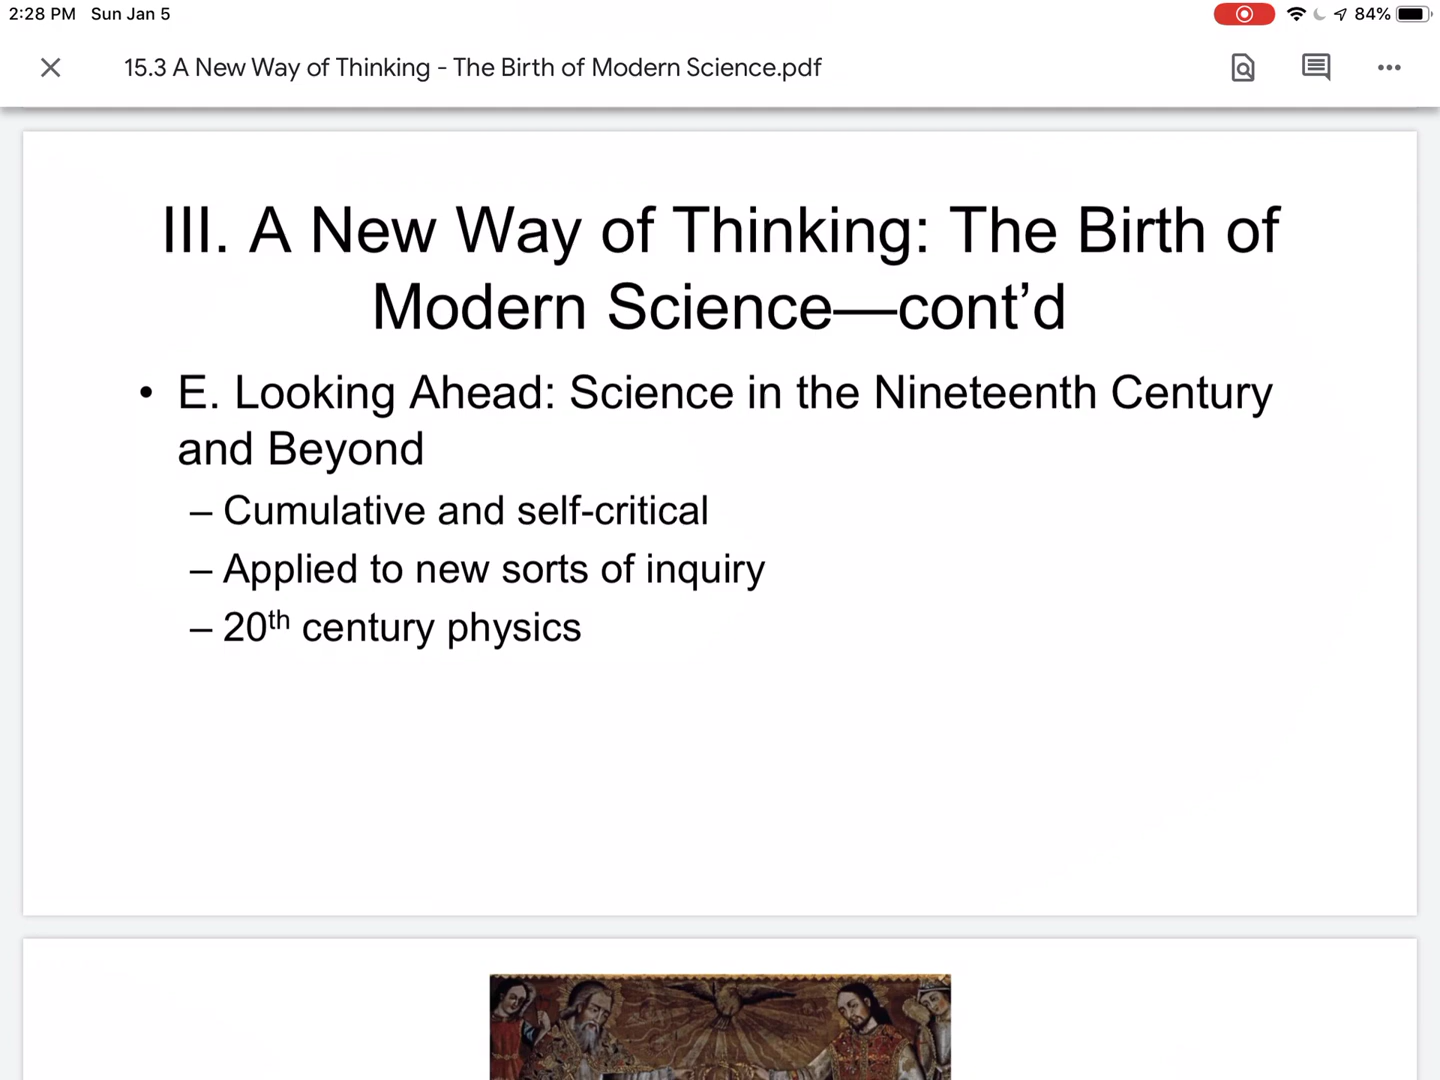 2:28 PM Sun Jan 5
84%
15.3 A New Way of Thinking - The Birth of Modern Science.pdf
III. A New Way of Thinking: The Birth of
Modern Science—cont’d
• E. Looking Ahead: Science in the Nineteenth Century
and Beyond
– Cumulative and self-critical
– Applied to new sorts of inquiry
– 20th century physics